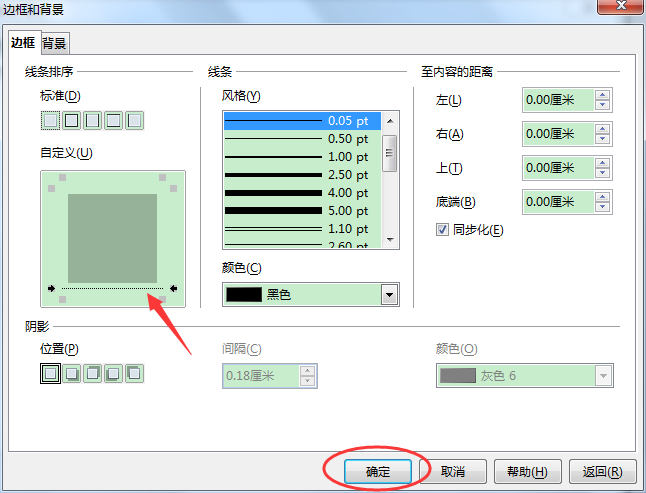 边框和背景
边框 背景
线条排序
标准(D)
自定义(U)
线条
风格(Y)
0.05 pt
0.50 pt
1.00 pt
2.50 pt
4.00 pt
5.00 pt
1.10 pt
2.60 pt
颜色(C)
黑色
至内容的距离
左(L) 0.00厘米
右(A) 0.00厘米
上(T) 0.00厘米
底端(B) 0.00厘米
同步化(E)
阴影
位置(P)
间隔(C)
0.18厘米
颜色(O)
灰色 6
确定 取消 帮助(H) 返回(R)